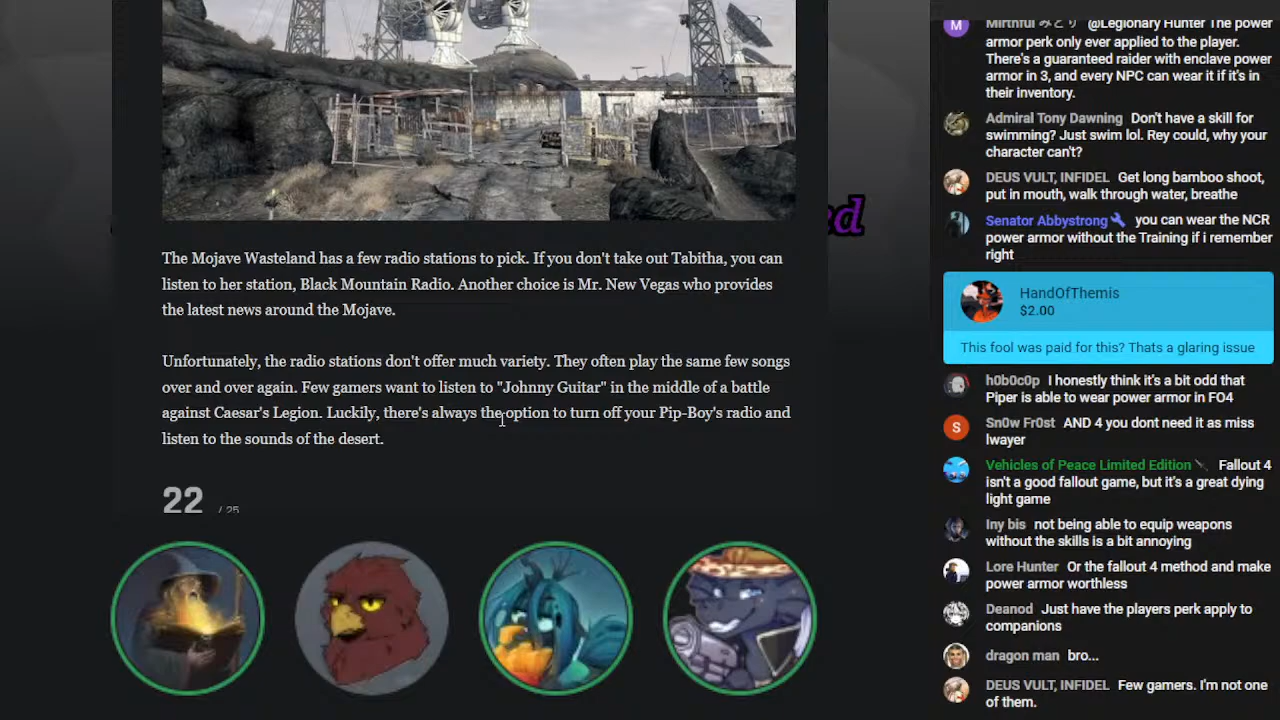 The Mojave Wasteland has a few radio stations to pick. If you don't take out Tabitha, you can
listen to her station, Black Mountain Radio. Another choice is Mr. New Vegas who provides
the latest news around the Mojave.
Unfortunately, the radio stations don't offer much variety. They often play the same few songs
over and over again. Few gamers want to listen to "Johnny Guitar" in the middle of a battle
against Caesar's Legion. Luckily, there's always the option to turn off your Pip-Boy's radio and
listen to the sounds of the desert.
22 / 25
ed
M
Mirthful みどり @Legionary Hunter The power
armor perk only ever applied to the player.
There's a guaranteed raider with enclave power
armor in 3, and every NPC can wear it if it's in
their inventory.
Admiral Tony Dawning Don't have a skill for
swimming? Just swim lol. Rey could, why your
character can't?
DEUS VULT, INFIDEL Get long bamboo shoot,
put in mouth, walk through water, breathe
Senator Abbystrong you can wear the NCR
power armor without the Training if i remember
right
HandOfThemis
$2.00
This fool was paid for this? Thats a glaring issue
h0b0c0p I honestly think it's a bit odd that
Piper is able to wear power armor in FO4
S
Sn0w Fr0st AND 4 you dont need it as miss
lwayer
Vehicles of Peace Limited Edition Fallout 4
isn't a good fallout game, but it's a great dying
light game
Iny bis not being able to equip weapons
without the skills is a bit annoying
Lore Hunter Or the fallout 4 method and make
power armor worthless
Deanod Just have the players perk apply to
companions
dragon man bro...
DEUS VULT, INFIDEL Few gamers. I'm not one
of them.